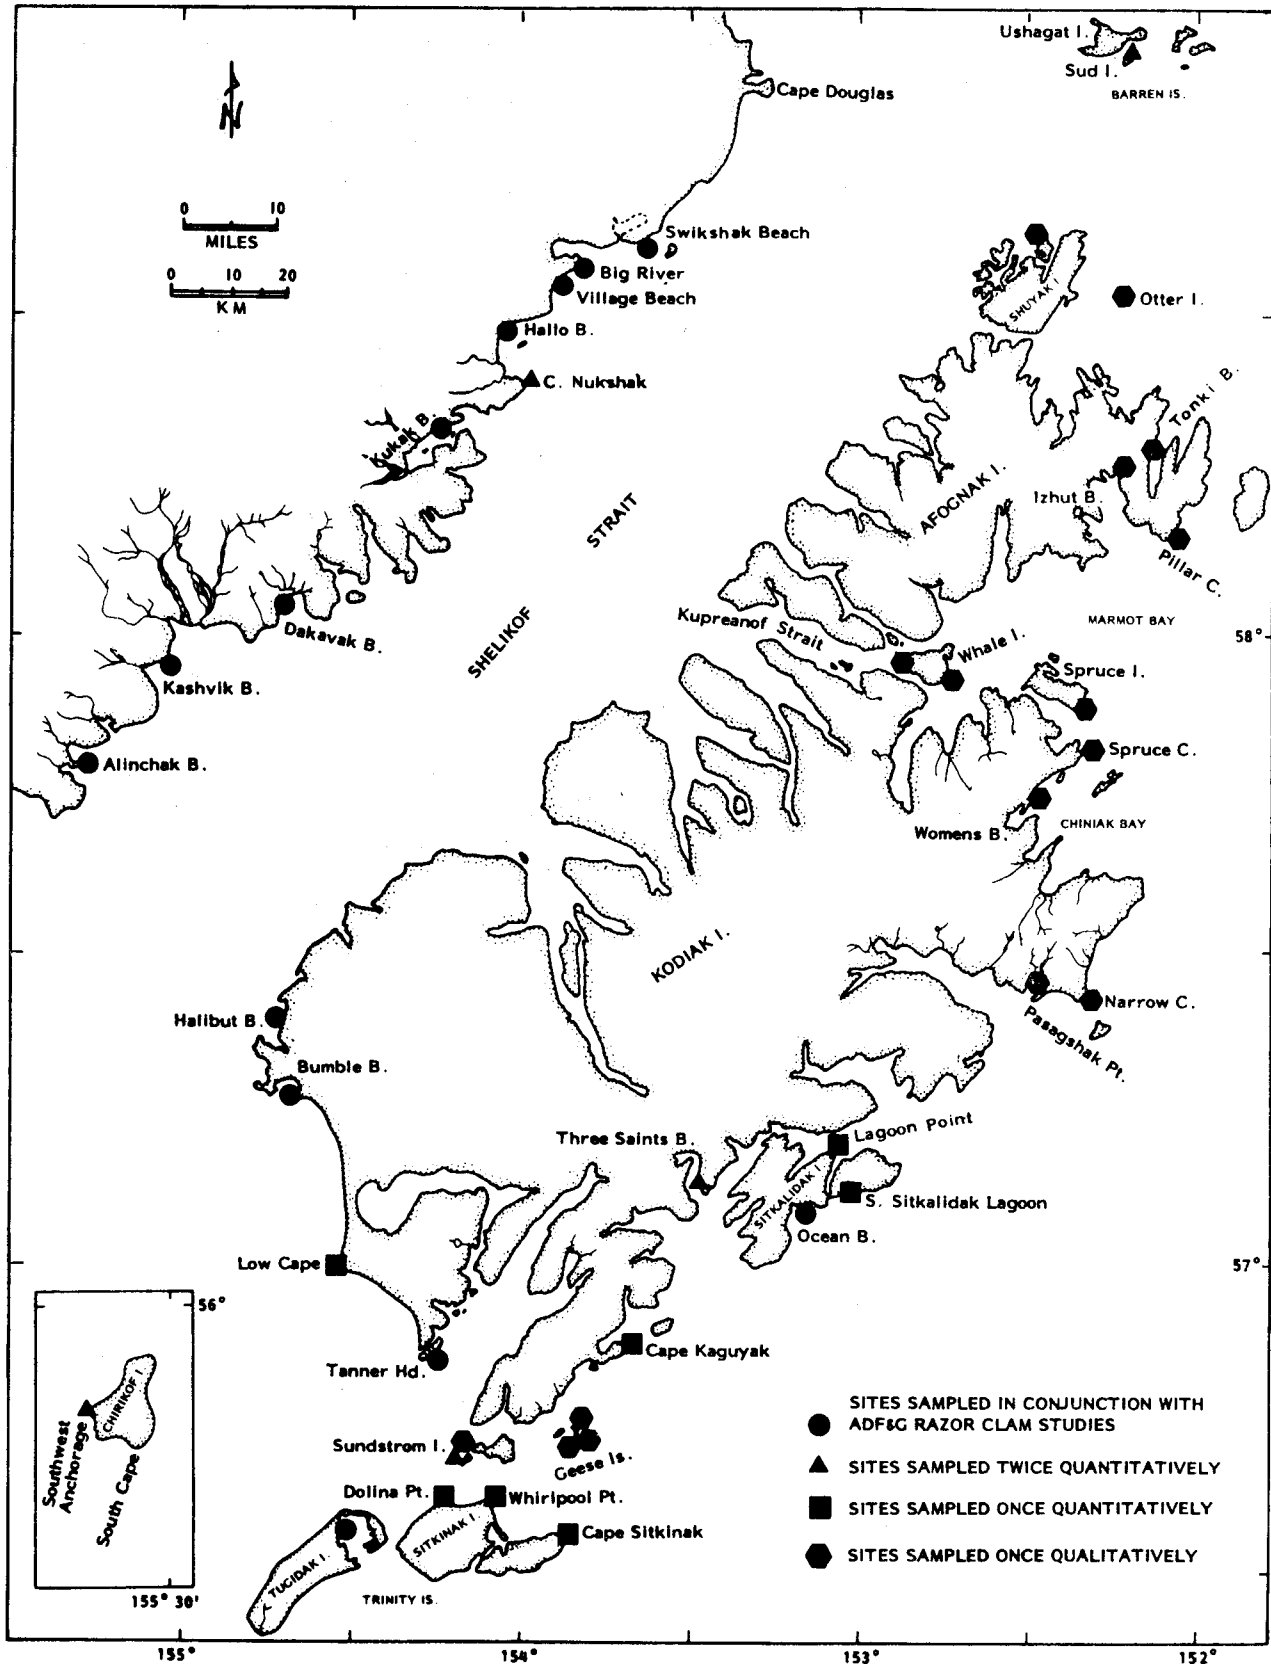 Ushagat I.
Sud I.
BARREN IS.
Cape Douglas
N
0 10
MILES
0 10 20
KM
Swikshak Beach
Big River
Village Beach
Hallo B.
C. Nukshak
Kukak B.
SHUYAK I.
Otter I.
Tonki B.
AFOGNAK I.
Izhut B.
Pillar C.
STRAIT
SHELIKOF
Dakavak B.
Kashvik B.
Alinchak B.
Kupreanof Strait
MARMOT BAY
58°
Whale I.
Spruce I.
Spruce C.
Womens B.
CHINIAK BAY
KODIAK I.
Narrow C.
Pasagshak Pt.
Halibut B.
Bumble B.
Three Saints B.
Lagoon Point
SITKALIDAK I.
S. Sitkalidak Lagoon
Ocean B.
Low Cape
57°
56°
CHIRIKOF I.
Southwest
Anchorage
South Cape
155° 30'
Tanner Hd.
Cape Kaguyak
Sundstrom I.
Geese Is.
Dolina Pt.
Whirlpool Pt.
SITKINAK I.
Cape Sitkinak
TUGIDAK I.
TRINITY IS.
SITES SAMPLED IN CONJUNCTION WITH
ADF&G RAZOR CLAM STUDIES
SITES SAMPLED TWICE QUANTITATIVELY
SITES SAMPLED ONCE QUANTITATIVELY
SITES SAMPLED ONCE QUALITATIVELY
155° 154° 153° 152°